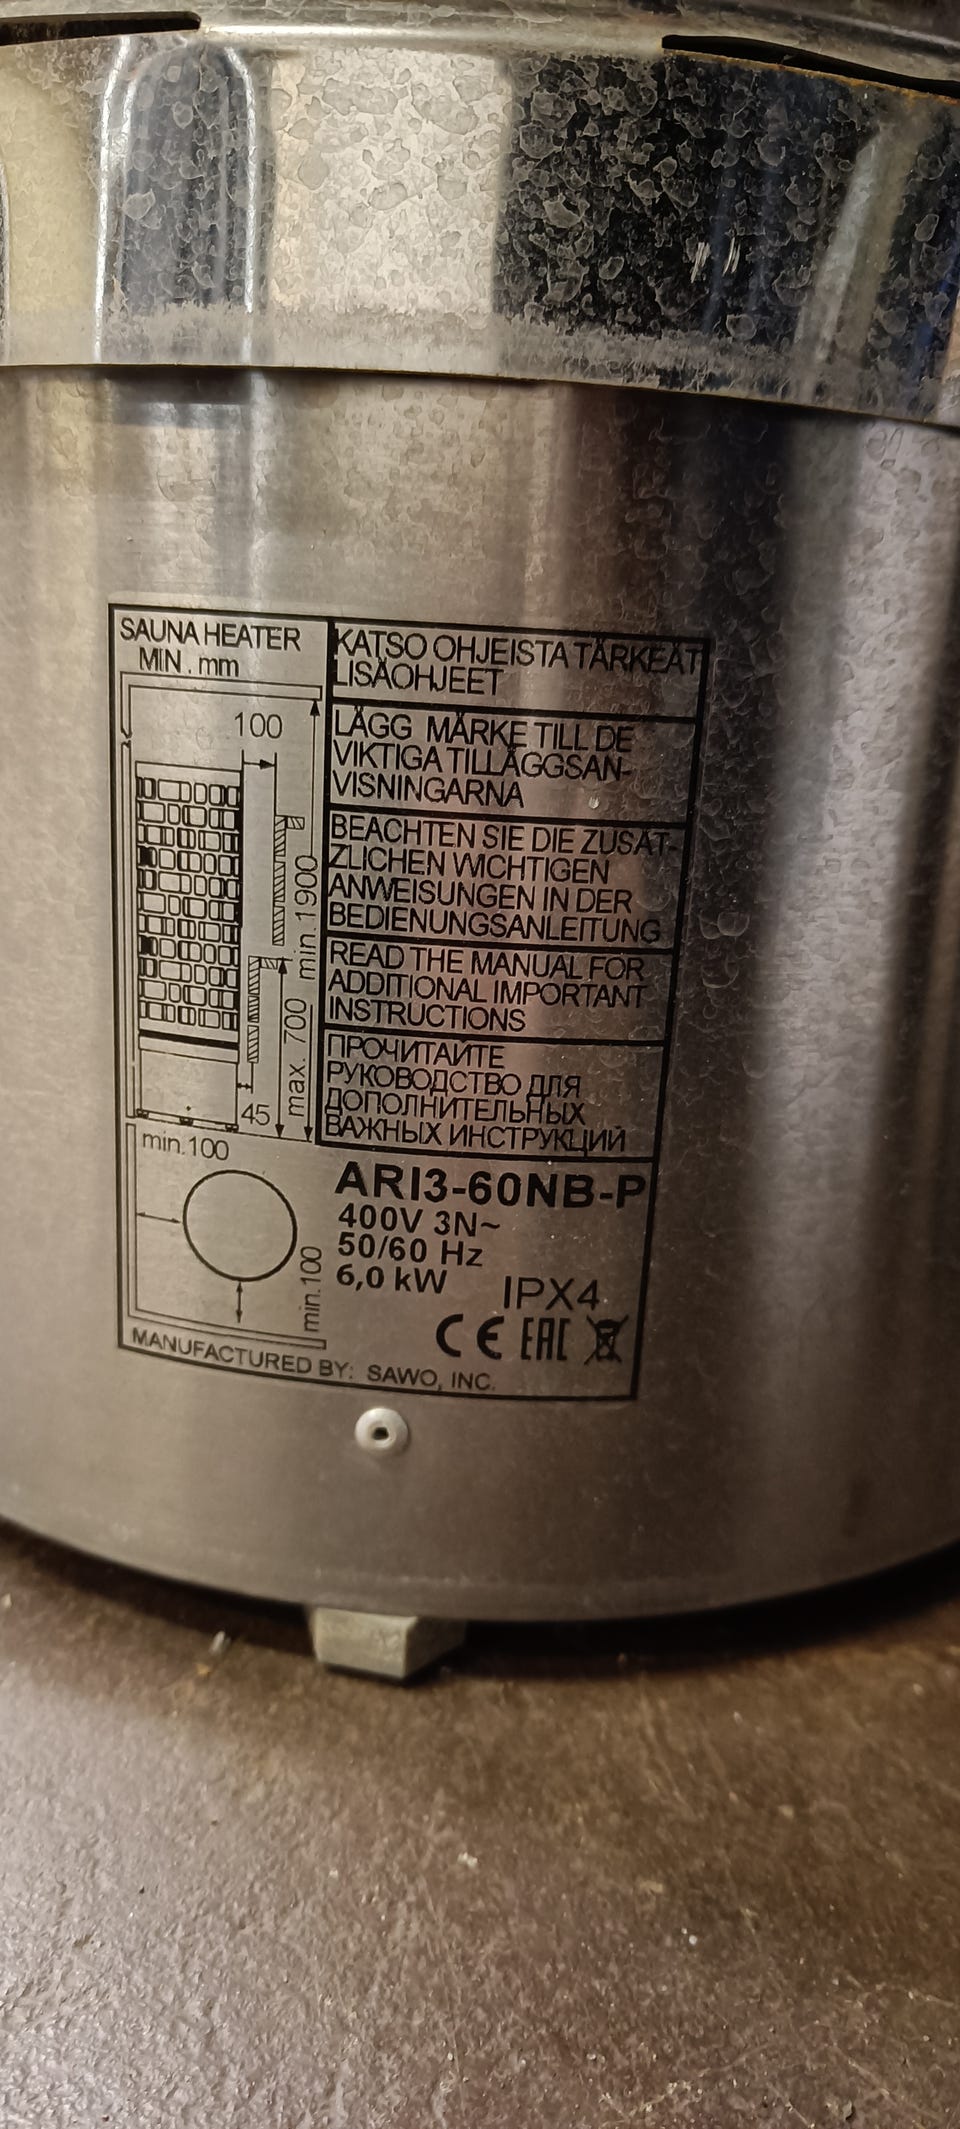 SAUNA HEATER
MIN. mm
100
min.1900
max. 700
45
min.100
min.100
KATSO OHJEISTA TÄRKEÄT
LISÄOHJEET
LÄGG MÄRKE TILL DE
VIKTIGA TILLÄGGSAN-
VISNINGARNA
BEACHTEN SIE DIE ZUSÄT-
ZLICHEN WICHTIGEN
ANWEISUNGEN IN DER
BEDIENUNGSANLEITUNG
READ THE MANUAL FOR
ADDITIONAL IMPORTANT
INSTRUCTIONS
ПРОЧИТАЙТЕ
РУКОВОДСТВО ДЛЯ
ДОПОЛНИТЕЛЬНЫХ
ВАЖНЫХ ИНСТРУКЦИЙ
ARI3-60NB-P
400V 3N~
50/60 Hz
6,0 kW
IPX4
CE EAC
MANUFACTURED BY: SAWO, INC.